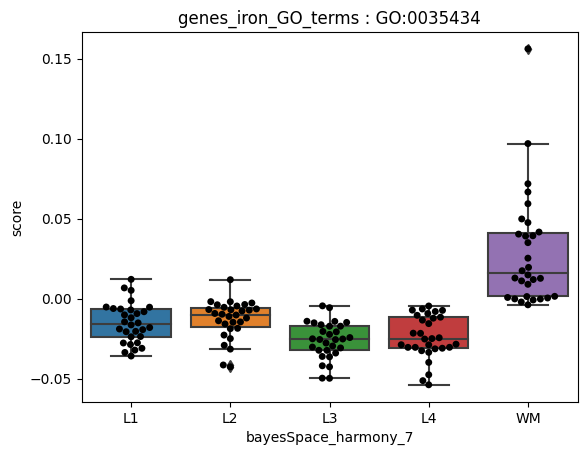 genes_iron_GO_terms : GO:0035434
0.15
0.10
0.05
0.00
−0.05
score
L1 L2 L3 L4 WM
bayesSpace_harmony_7